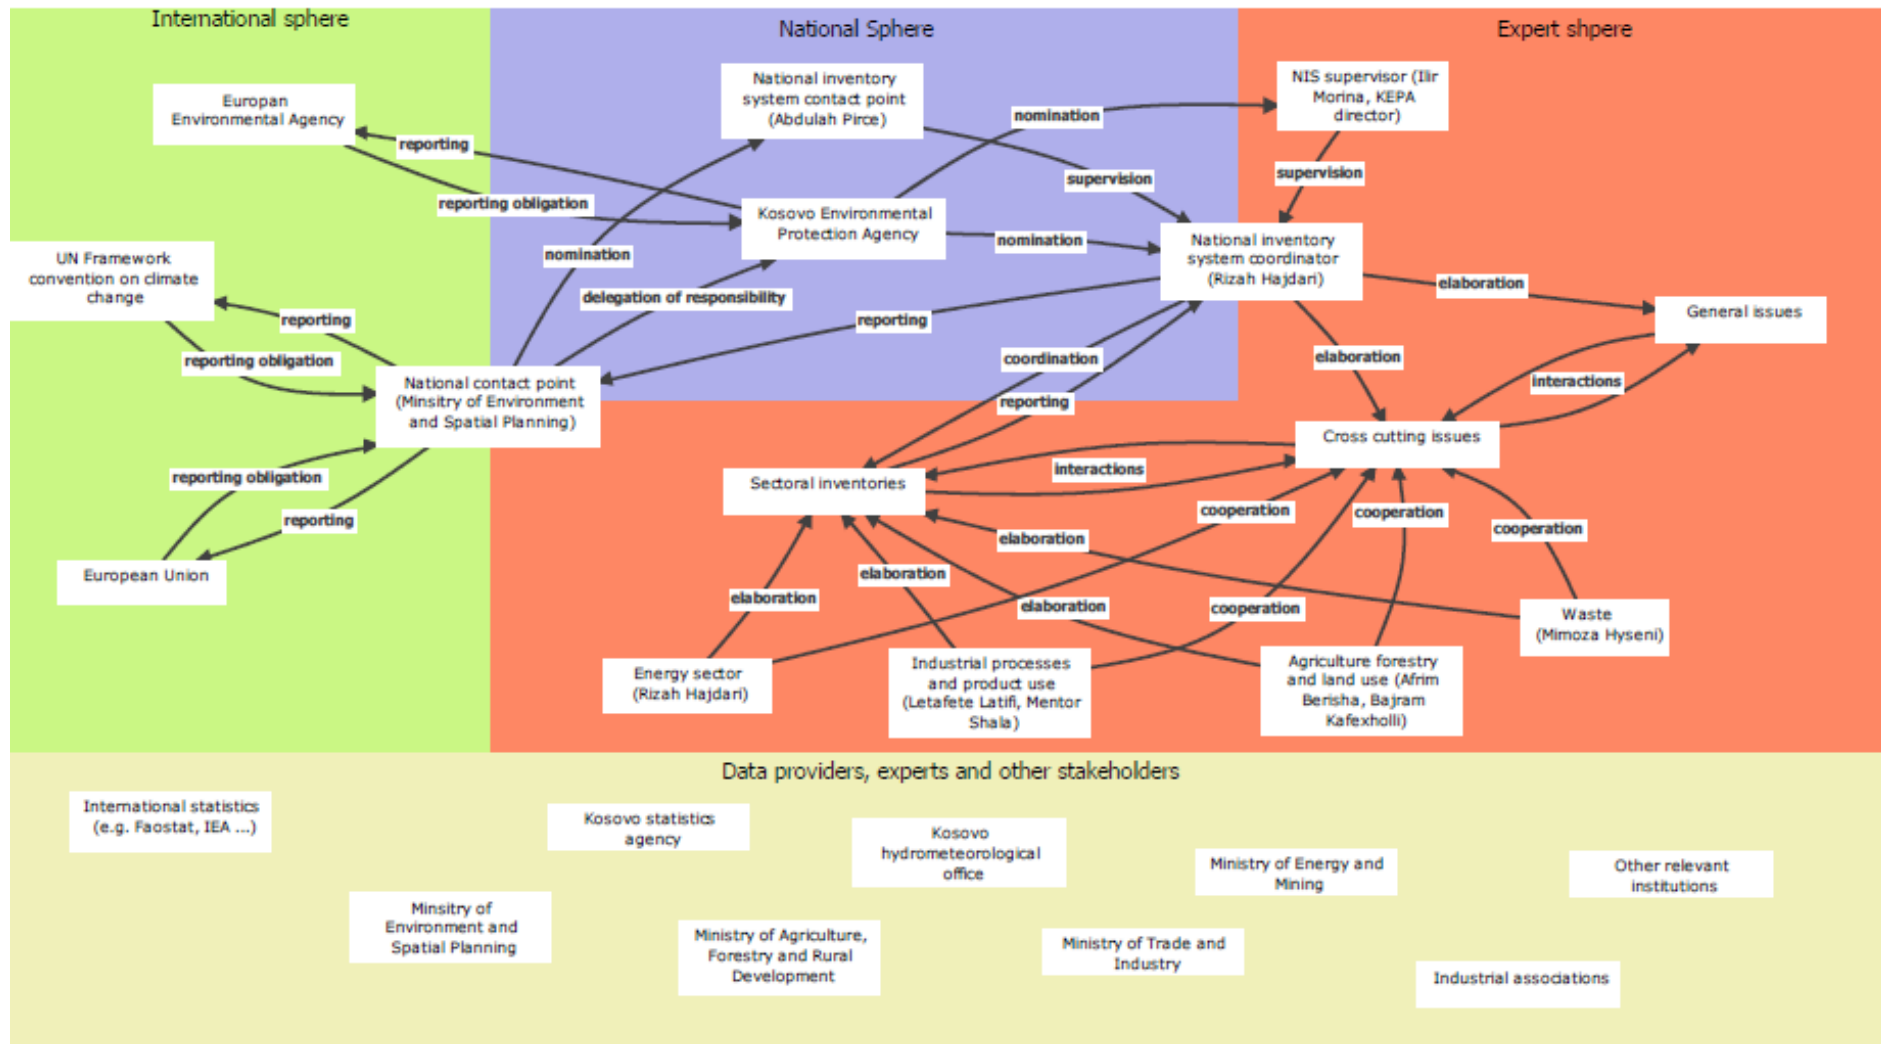 International sphere
National Sphere
Expert shpere
Europan
Environmental Agency
National inventory
system contact point
(Abdulah Pirce)
NIS supervisor (Ilir
Morina, KEPA
director)
nomination
reporting
supervision
supervision
reporting obligation
Kosovo Environmental
Protection Agency
nomination
National inventory
system coordinator
(Rizah Hajdari)
UN Framework
convention on climate
change
nomination
delegation of responsibility
elaboration
General issues
reporting
reporting
reporting obligation
coordination
elaboration
National contact point
(Minsitry of Environment
and Spatial Planning)
interactions
reporting
Cross cutting issues
reporting obligation
interactions
Sectoral inventories
reporting
cooperation
cooperation
cooperation
elaboration
European Union
elaboration
elaboration
elaboration
cooperation
Waste
(Mimoza Hyseni)
Energy sector
(Rizah Hajdari)
Industrial processes
and product use
(Letafete Latifi, Mentor
Shala)
Agriculture forestry
and land use (Afrim
Berisha, Bajram
Kafexholli)
Data providers, experts and other stakeholders
International statistics
(e.g. Faostat, IEA ...)
Kosovo statistics
agency
Kosovo
hydrometeorological
office
Ministry of Energy and
Mining
Other relevant
institutions
Minsitry of
Environment and
Spatial Planning
Ministry of Agriculture,
Forestry and Rural
Development
Ministry of Trade and
Industry
Industrial associations